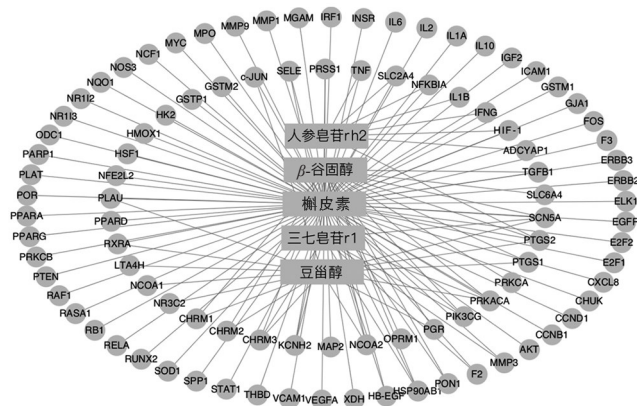 MMP1
MGAM
IRF1
INSR
IL6
IL2
IL1A
IL10
IGF2
ICAM1
GSTM1
GJA1
FOS
F3
ERBB3
ERBB2
ELK1
EGFR
E2F2
E2F1
CXCL8
CHUK
CCND1
CCNB1
AKT
MMP3
F2
PON1
HSP90AB1
HB-EGF
XDH
VEGFA
VCAM1
THBD
STAT1
SPP1
SOD1
RUNX2
RELA
RB1
RASA1
RAF1
PTEN
PRKCB
PPARG
PPARA
POR
PLAT
PARP1
ODC1
NR1I3
NR1I2
NQO1
NOS3
NCF1
MYC
MPO
MMP9
c-JUN
SELE
PRSS1
TNF
SLC2A4
NFKBIA
IL1B
IFNG
HIF-1
ADCYAP1
TGFB1
SLC6A4
SCN5A
PTGS2
PTGS1
PRKCA
PRKACA
PIK3CG
PGR
OPRM1
NCOA2
MAP2
KCNH2
CHRM3
CHRM2
CHRM1
NR3C2
NCOA1
LTA4H
RXRA
PPARD
PLAU
NFE2L2
HSF1
HMOX1
HK2
GSTP1
GSTM2
人参皂苷rh2
β-谷固醇
槲皮素
三七皂苷r1
豆甾醇